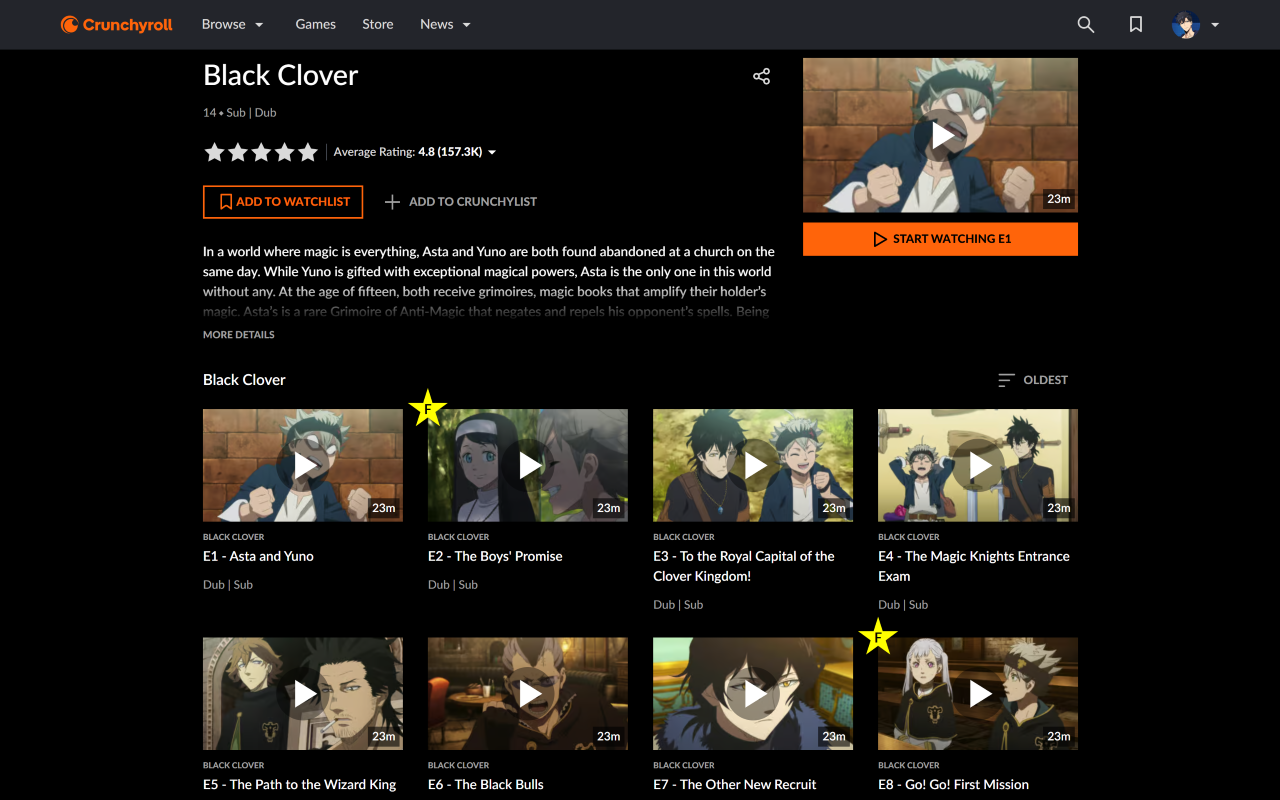 Crunchyroll Browse Games Store News
Black Clover
14 ♦ Sub | Dub
Average Rating: 4.8 (157.3K)
ADD TO WATCHLIST ADD TO CRUNCHYLIST
23m
START WATCHING E1
In a world where magic is everything, Asta and Yuno are both found abandoned at a church on the
same day. While Yuno is gifted with exceptional magical powers, Asta is the only one in this world
without any. At the age of fifteen, both receive grimoires, magic books that amplify their holder's
magic. Asta's is a rare Grimoire of Anti-Magic that negates and repels his opponent's spells. Being
MORE DETAILS
Black Clover
OLDEST
23m
BLACK CLOVER
E1 - Asta and Yuno
Dub | Sub
F
23m
BLACK CLOVER
E2 - The Boys' Promise
Dub | Sub
23m
BLACK CLOVER
E3 - To the Royal Capital of the
Clover Kingdom!
Dub | Sub
23m
BLACK CLOVER
E4 - The Magic Knights Entrance
Exam
Dub | Sub
23m
BLACK CLOVER
E5 - The Path to the Wizard King
23m
BLACK CLOVER
E6 - The Black Bulls
23m
BLACK CLOVER
E7 - The Other New Recruit
F
23m
BLACK CLOVER
E8 - Go! Go! First Mission